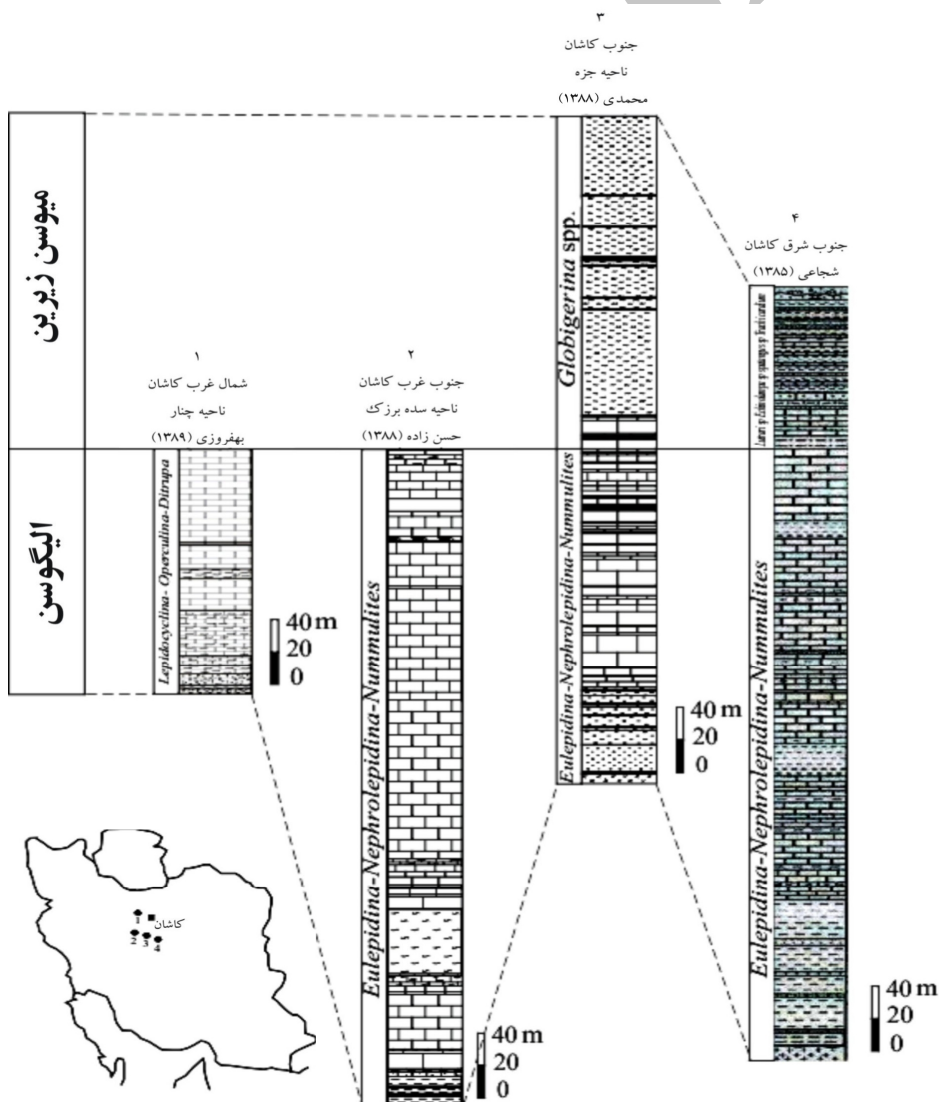 ۳
جنوب کاشان
ناحیه جزه
محمدی (۱۳۸۸)
۴
جنوب شرق کاشان
شجاعی (۱۳۸۵)
۱
شمال غرب کاشان
ناحیه چنار
بهفروزی (۱۳۸۹)
۲
جنوب غرب کاشان
ناحیه سده برزک
حسن زاده (۱۳۸۸)
میوسن زیرین
الیگوسن
Lepidocyclina- Operculina-Ditrupa
Eulepidina-Nephrolepidina-Nummulites
Globigerina spp.
Eulepidina-Nephrolepidina-Nummulites
Eulepidina-Nephrolepidina-Nummulites
40 m
20
0
40 m
20
0
40 m
20
0
40 m
20
0
کاشان
1
2
3
4